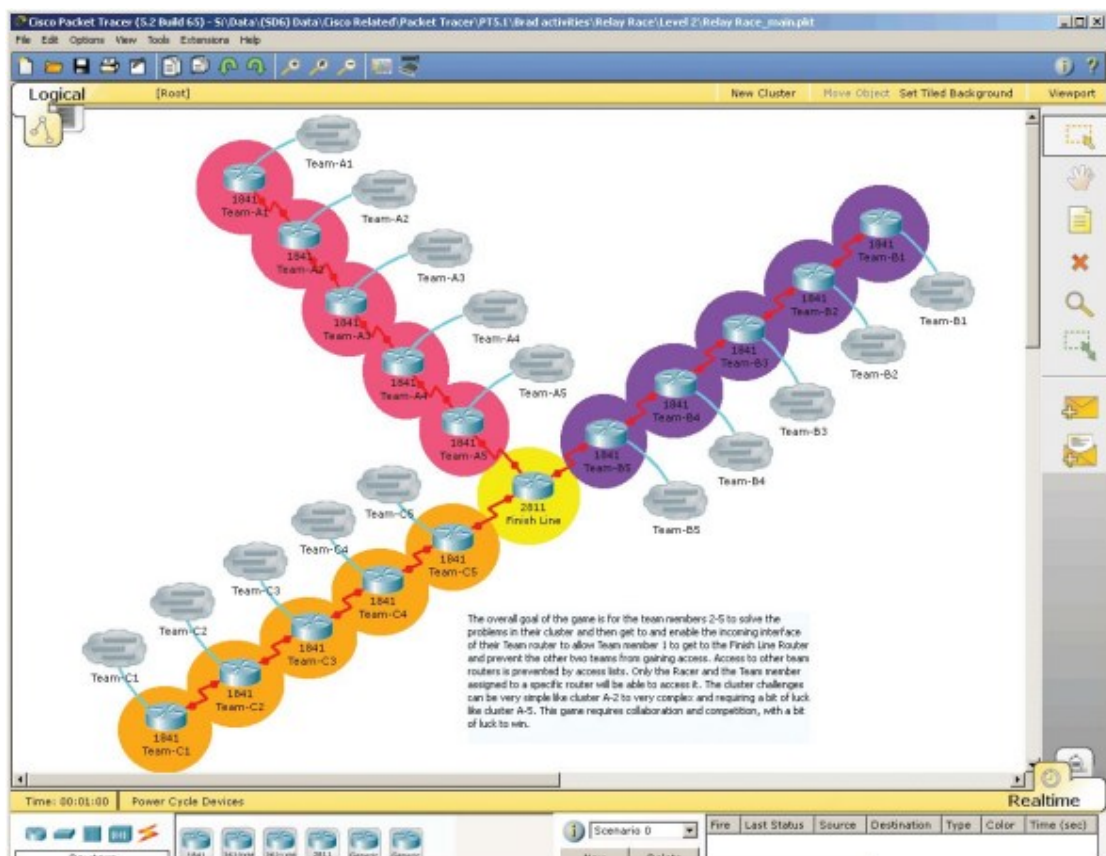 Cisco Packet Tracer (5.2 Build 65) - S:\Data\(SD6) Data\Cisco Related\Packet Tracer\PT5.1\Brad activities\Relay Race\Level 2\Relay Race_main.pkt
File Edit Options View Tools Extensions Help
Logical [Root] New Cluster Move Object Set Tiled Background Viewport
Team-A1
1841
Team-A1
Team-A2
1841
Team-A2
Team-A3
1841
Team-A3
Team-A4
1841
Team-A4
Team-A5
1841
Team-A5
1841
Team-B1
Team-B1
1841
Team-B2
Team-B2
1841
Team-B3
Team-B3
1841
Team-B4
Team-B4
1841
Team-B5
Team-B5
2811
Finish Line
Team-C5
1841
Team-C5
Team-C4
1841
Team-C4
Team-C3
1841
Team-C3
Team-C2
1841
Team-C2
Team-C1
1841
Team-C1
The overall goal of the game is for the team members 2-5 to solve the
problems in their cluster and then get to and enable the incoming interface
of their Team router to allow Team member 1 to get to the Finish Line Router
and prevent the other two teams from gaining access. Access to other team
routers is prevented by access lists. Only the Racer and the Team member
assigned to a specific router will be able to access it. The cluster challenges
can be very simple like cluster A-2 to very complex and requiring a bit of luck
like cluster A-5. This game requires collaboration and competition, with a bit
of luck to win.
Time: 00:01:00 Power Cycle Devices Realtime
Scenario 0 Fire Last Status Source Destination Type Color Time (sec)